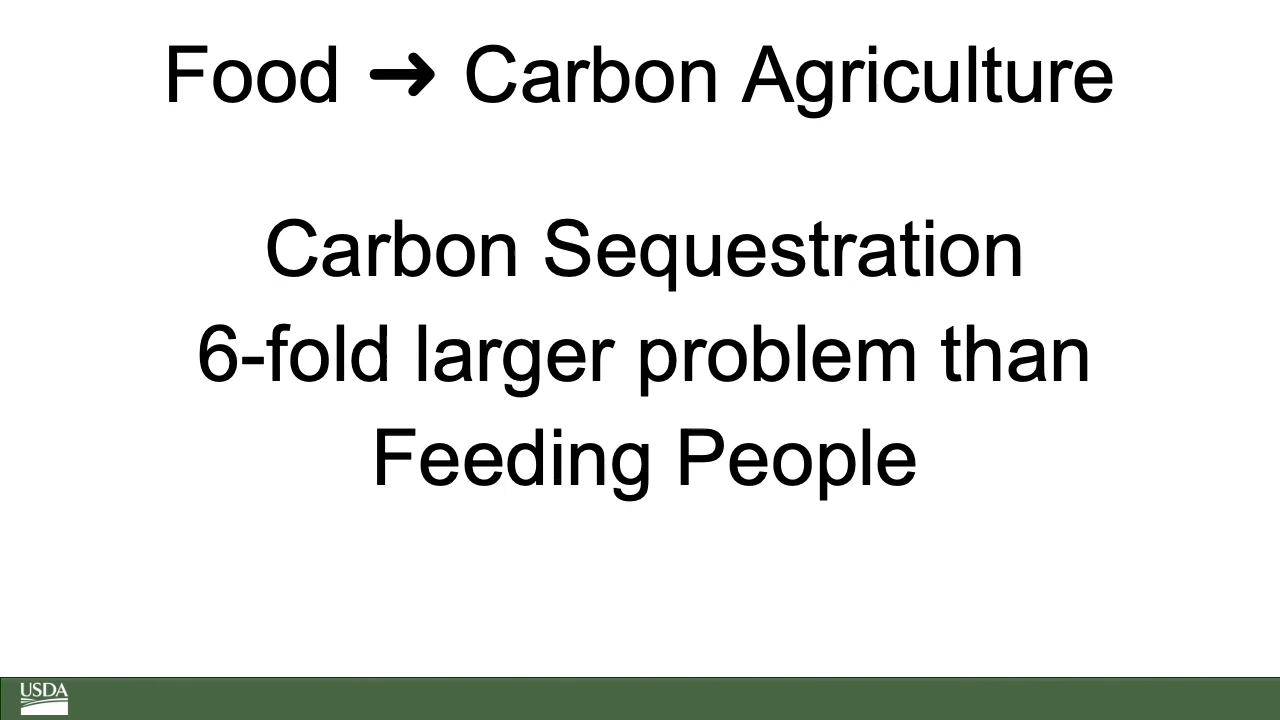 Food ➜ Carbon Agriculture
Carbon Sequestration
6-fold larger problem than
Feeding People
USDA